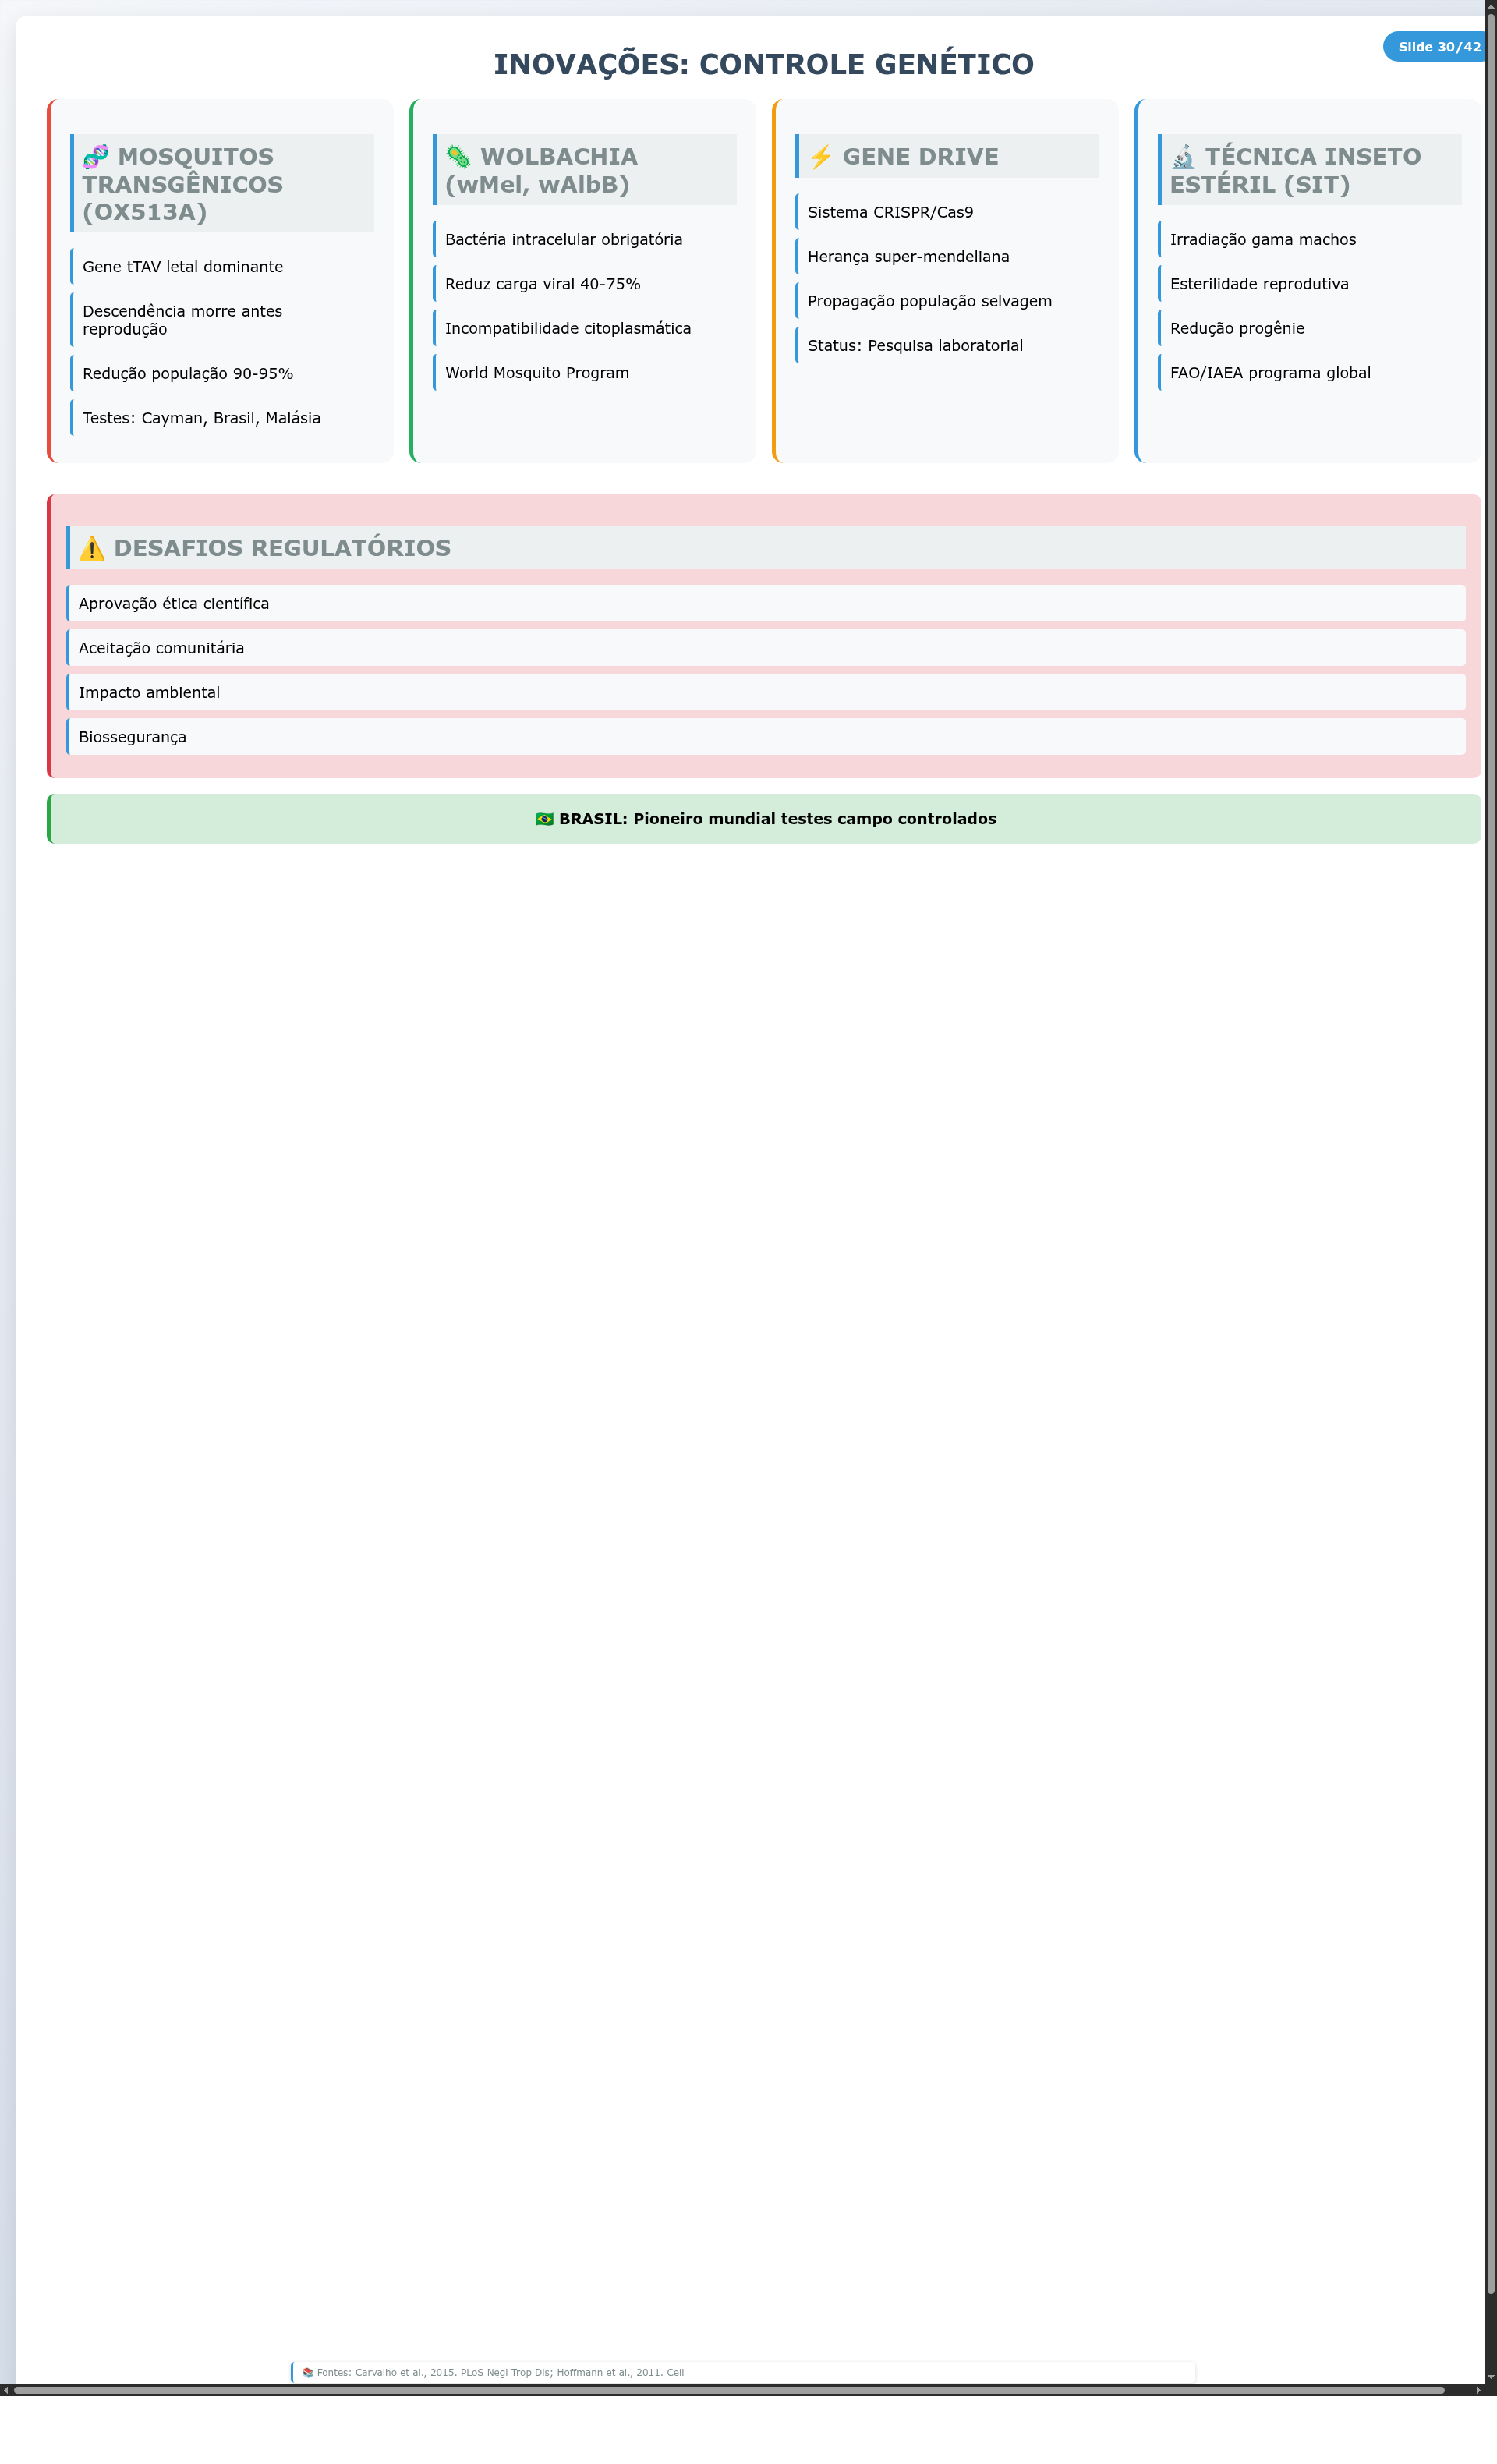 Slide 30/42
INOVAÇÕES: CONTROLE GENÉTICO
🧬 MOSQUITOS
TRANSGÊNICOS
(OX513A)
Gene tTAV letal dominante
Descendência morre antes
reprodução
Redução população 90-95%
Testes: Cayman, Brasil, Malásia
🦠 WOLBACHIA
(wMel, wAlbB)
Bactéria intracelular obrigatória
Reduz carga viral 40-75%
Incompatibilidade citoplasmática
World Mosquito Program
⚡ GENE DRIVE
Sistema CRISPR/Cas9
Herança super-mendeliana
Propagação população selvagem
Status: Pesquisa laboratorial
🔬 TÉCNICA INSETO
ESTÉRIL (SIT)
Irradiação gama machos
Esterilidade reprodutiva
Redução progênie
FAO/IAEA programa global
⚠️ DESAFIOS REGULATÓRIOS
Aprovação ética científica
Aceitação comunitária
Impacto ambiental
Biossegurança
🇧🇷 BRASIL: Pioneiro mundial testes campo controlados
📚 Fontes: Carvalho et al., 2015. PLoS Negl Trop Dis; Hoffmann et al., 2011. Cell